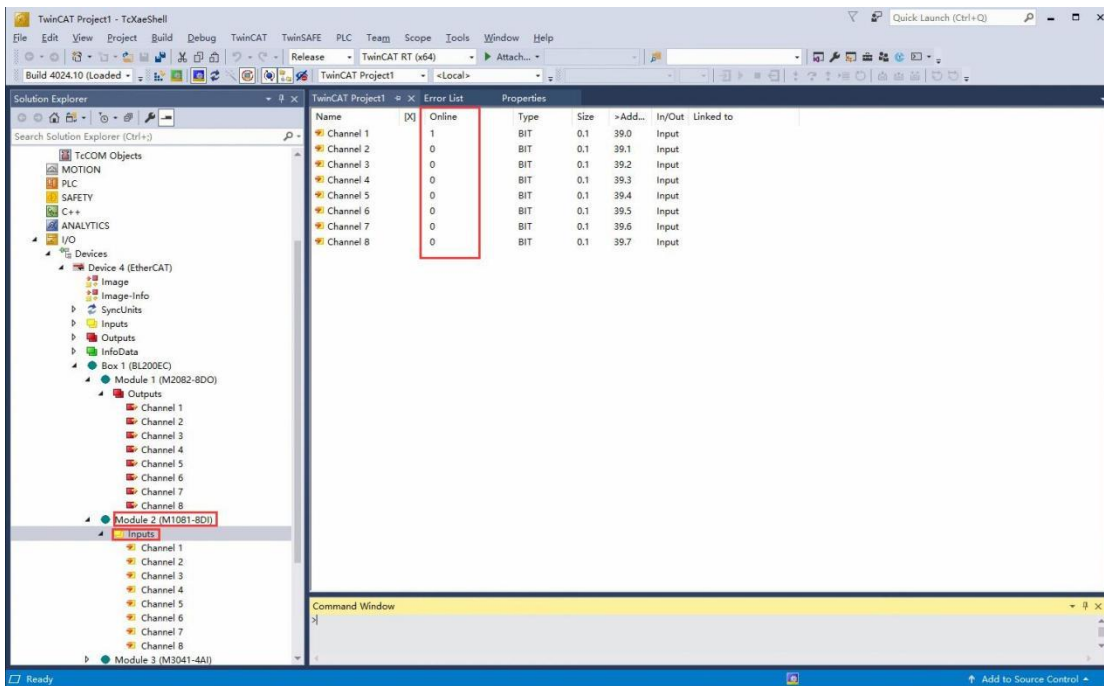 TwinCAT Project1 - TcXaeShell
Quick Launch (Ctrl+Q)
File Edit View Project Build Debug TwinCAT TwinSAFE PLC Team Scope Tools Window Help
Release TwinCAT RT (x64) Attach...
Build 4024.10 (Loaded TwinCAT Project1 <Local>
Solution Explorer
Search Solution Explorer (Ctrl+;)
TcCOM Objects
MOTION
PLC
SAFETY
C++
ANALYTICS
I/O
Devices
Device 4 (EtherCAT)
Image
Image-Info
SyncUnits
Inputs
Outputs
InfoData
Box 1 (BL200EC)
Module 1 (M2082-8DO)
Outputs
Channel 1
Channel 2
Channel 3
Channel 4
Channel 5
Channel 6
Channel 7
Channel 8
Module 2 (M1081-8DI)
Inputs
Channel 1
Channel 2
Channel 3
Channel 4
Channel 5
Channel 6
Channel 7
Channel 8
Module 3 (M3041-4AI)
TwinCAT Project1 Error List Properties
Name [X] Online Type Size >Add... In/Out Linked to
Channel 1 1 BIT 0.1 39.0 Input
Channel 2 0 BIT 0.1 39.1 Input
Channel 3 0 BIT 0.1 39.2 Input
Channel 4 0 BIT 0.1 39.3 Input
Channel 5 0 BIT 0.1 39.4 Input
Channel 6 0 BIT 0.1 39.5 Input
Channel 7 0 BIT 0.1 39.6 Input
Channel 8 0 BIT 0.1 39.7 Input
Command Window
>
Ready
Add to Source Control